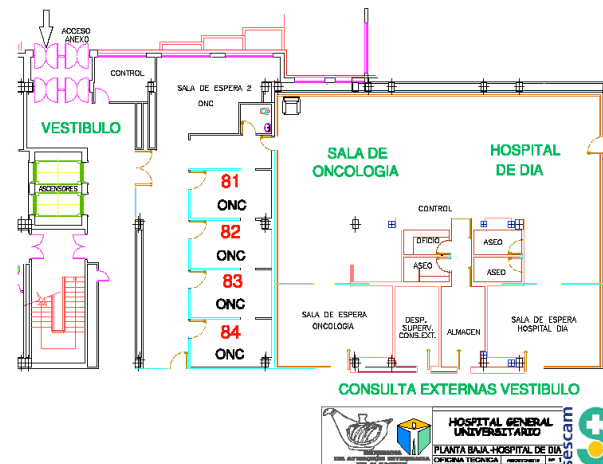 ACCESO
ANEXO
CONTROL
SALA DE ESPERA 2
ONC
VESTIBULO
SALA DE
ONCOLOGIA
HOSPITAL
DE DIA
ASCENSORES
81
ONC
82
ONC
83
ONC
84
ONC
CONTROL
OFICIO
ASEO
ASEO
ASEO
SALA DE ESPERA
ONCOLOGIA
DESP.
SUPERV.
CONS.EXT.
ALMACEN
SALA DE ESPERA
HOSPITAL DIA
CONSULTA EXTERNAS VESTIBULO
HOSPITAL GENERAL
UNIVERSITARIO
PLANTA BAJA-HOSPITAL DE DIA
OFICINA TECNICA
sescam